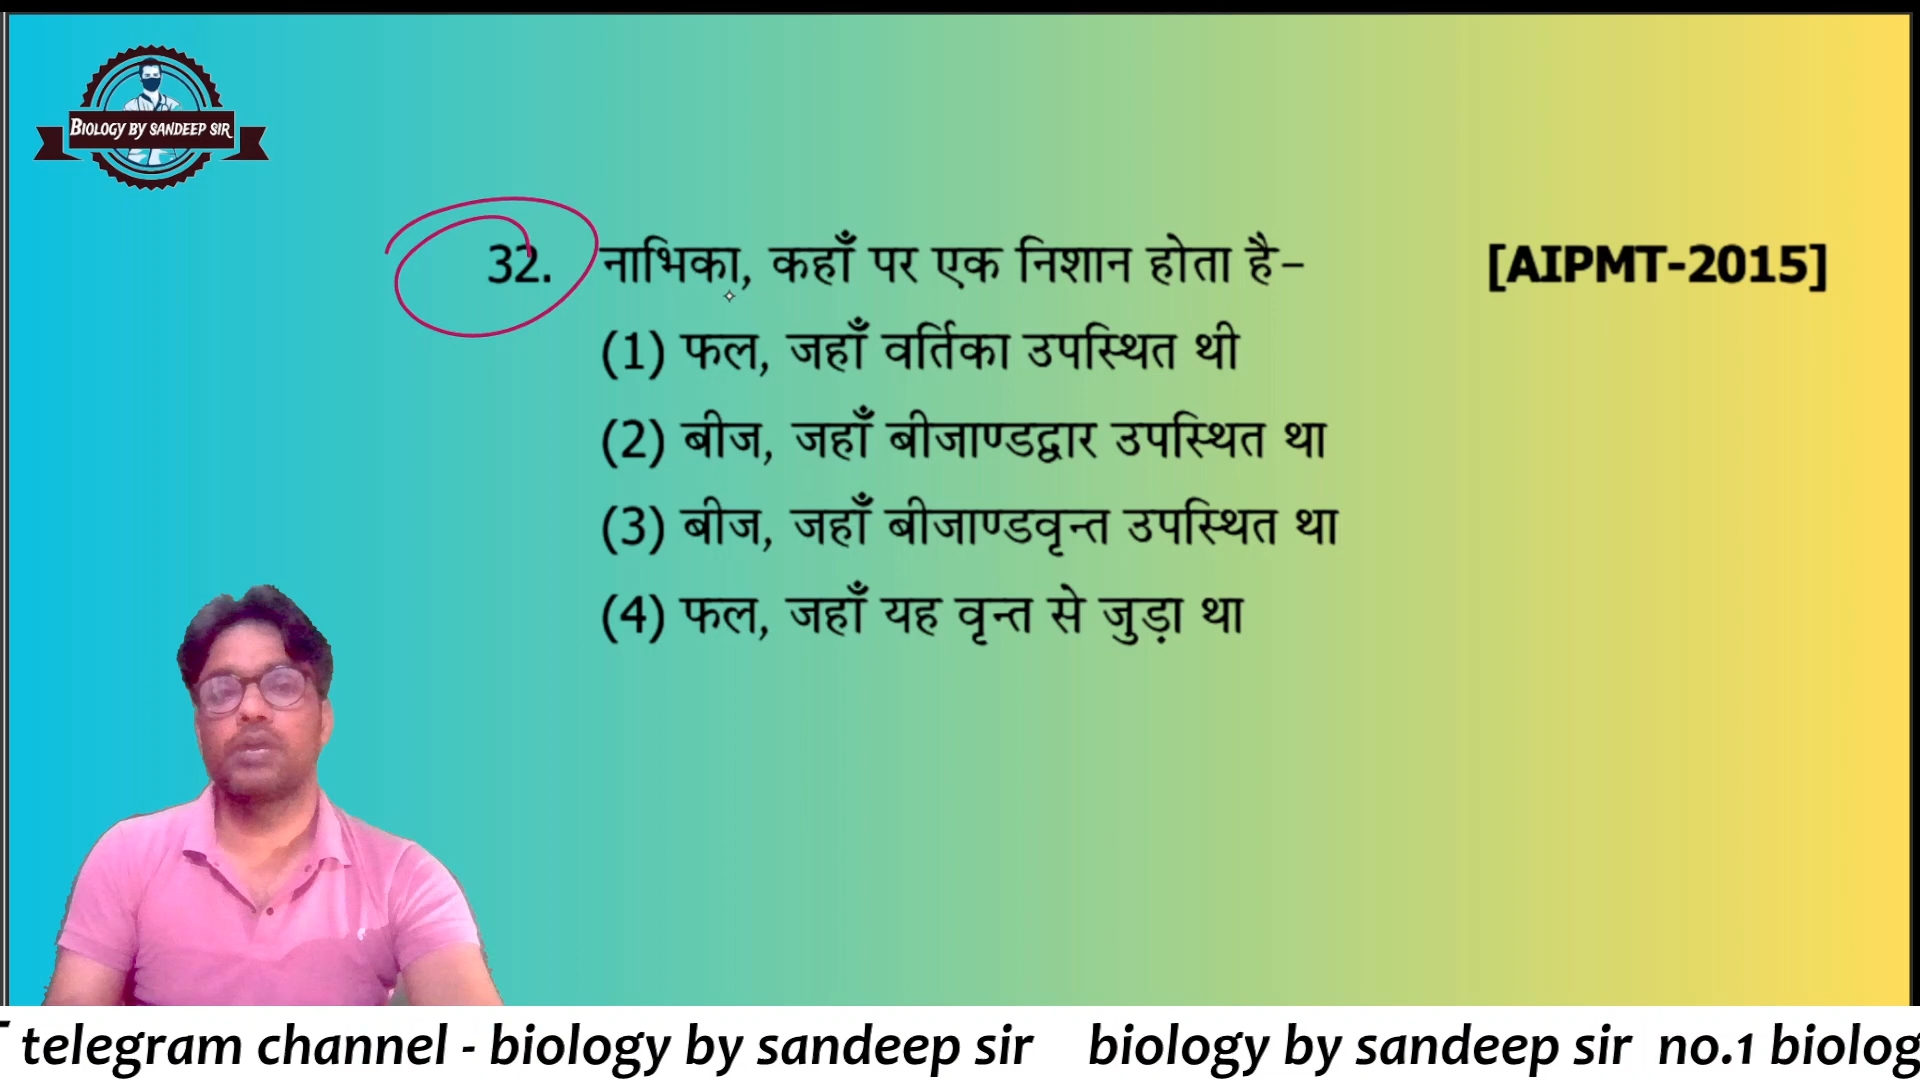 BIOLOGY BY SANDEEP SIR
32. नाभिका, कहाँ पर एक निशान होता है– [AIPMT-2015]
(1) फल, जहाँ वर्तिका उपस्थित थी
(2) बीज, जहाँ बीजाण्डद्वार उपस्थित था
(3) बीज, जहाँ बीजाण्डवृन्त उपस्थित था
(4) फल, जहाँ यह वृन्त से जुड़ा था
telegram channel - biology by sandeep sir biology by sandeep sir no.1 biolog